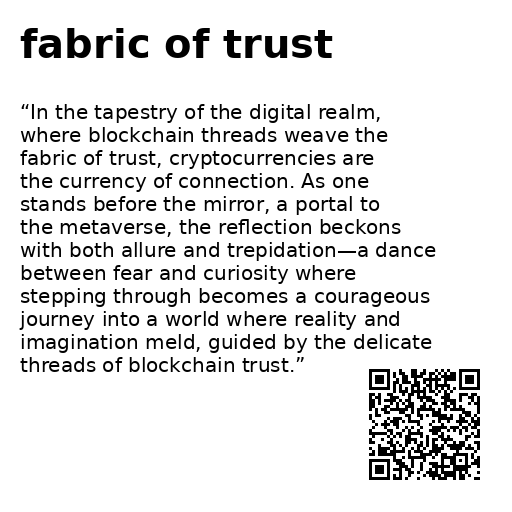 fabric of trust
“In the tapestry of the digital realm,
where blockchain threads weave the
fabric of trust, cryptocurrencies are
the currency of connection. As one
stands before the mirror, a portal to
the metaverse, the reflection beckons
with both allure and trepidation—a dance
between fear and curiosity where
stepping through becomes a courageous
journey into a world where reality and
imagination meld, guided by the delicate
threads of blockchain trust.”